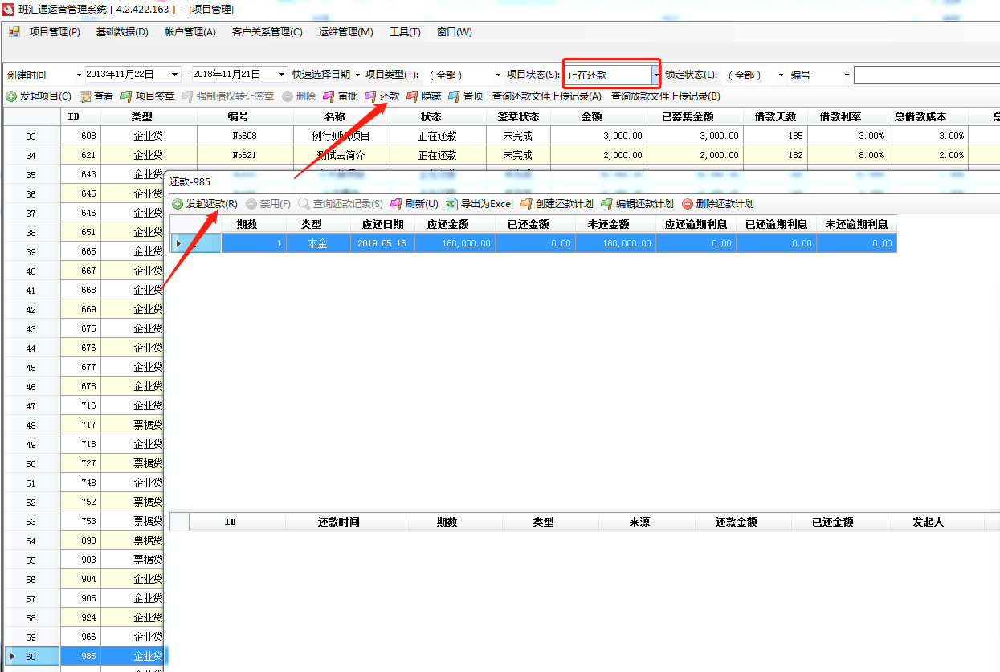 班汇通运营管理系统 [ 4.2.422.163 ] - [项目管理]
项目管理(P) 基础数据(D) 帐户管理(A) 客户关系管理(C) 运维管理(M) 工具(T) 窗口(W)
创建时间 2013年11月22日 - 2018年11月21日 快速选择日期 项目类型(T): (全部) 项目状态(S): 正在还款 锁定状态(L): (全部) 编号
发起项目(C) 查看 项目签章 强制债权转让签章 删除 审批 还款 隐藏 置顶 查询还款文件上传记录(A) 查询放款文件上传记录(B)
ID 类型 编号 名称 状态 签章状态 金额 已募集金额 借款天数 借款利率 总借款成本 总
33 608 企业贷 No608 例行测试项目 正在还款 未完成 3,000.00 3,000.00 185 3.00% 3.00%
34 621 企业贷 No621 测试去简介 正在还款 未完成 2,000.00 2,000.00 182 8.00% 2.00%
35 643 企业贷
还款-985
36 645 企业贷
发起还款(R) 禁用(F) 查询还款记录(S) 刷新(U) 导出为Excel 创建还款计划 编辑还款计划 删除还款计划
37 646 企业贷
期数 类型 应还日期 应还金额 已还金额 未还金额 应还逾期利息 已还逾期利息 未还逾期利息
38 651 企业贷
1 本金 2019.05.15 180,000.00 0.00 180,000.00 0.00 0.00 0.00
39 665 企业贷
40 667 企业贷
41 668 企业贷
42 669 企业贷
43 675 企业贷
44 676 企业贷
45 677 企业贷
46 678 企业贷
47 716 企业贷
48 717 票据贷
49 718 企业贷
50 727 票据贷
51 748 企业贷
52 752 票据贷
53 753 票据贷
ID 还款时间 期数 类型 来源 还款金额 已还金额 发起人
54 898 票据贷
55 903 票据贷
56 904 企业贷
57 905 企业贷
58 924 企业贷
59 966 企业贷
60 985 企业贷